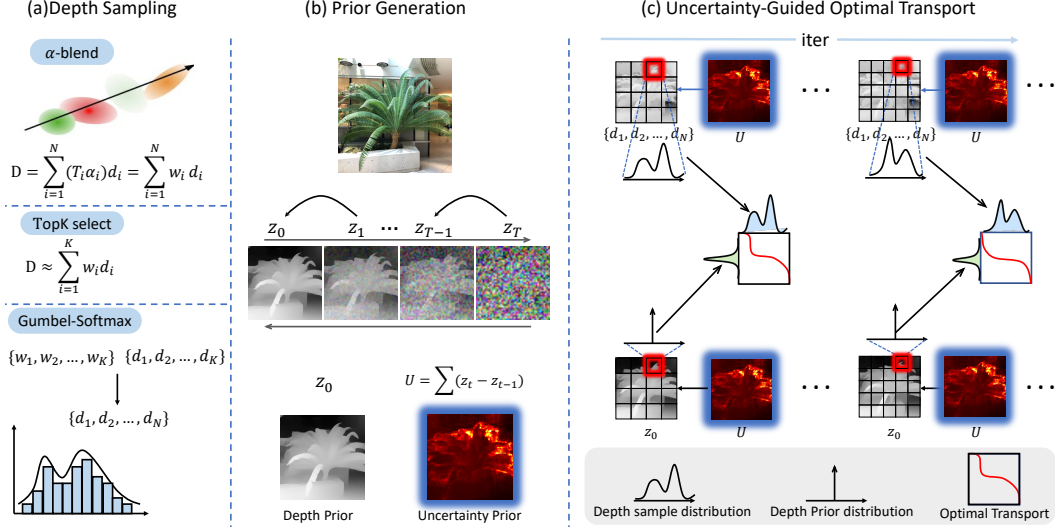 (a)Depth Sampling
α-blend
D = ∑_{i=1}^{N} (T_i α_i) d_i = ∑_{i=1}^{N} w_i d_i
TopK select
D ≈ ∑_{i=1}^{K} w_i d_i
Gumbel-Softmax
{w_1, w_2, …, w_K} {d_1, d_2, …, d_K}
{d_1, d_2, …, d_N}
(b) Prior Generation
z_0 z_1 ⋯ z_{T−1} z_T
z_0
U = ∑(z_t − z_{t−1})
Depth Prior
Uncertainty Prior
(c) Uncertainty-Guided Optimal Transport
iter
{d_1, d_2, …, d_N}
U
⋯
{d_1, d_2, …, d_N}
U
⋯
z_0
U
⋯
z_0
U
⋯
Depth sample distribution
Depth Prior distribution
Optimal Transport